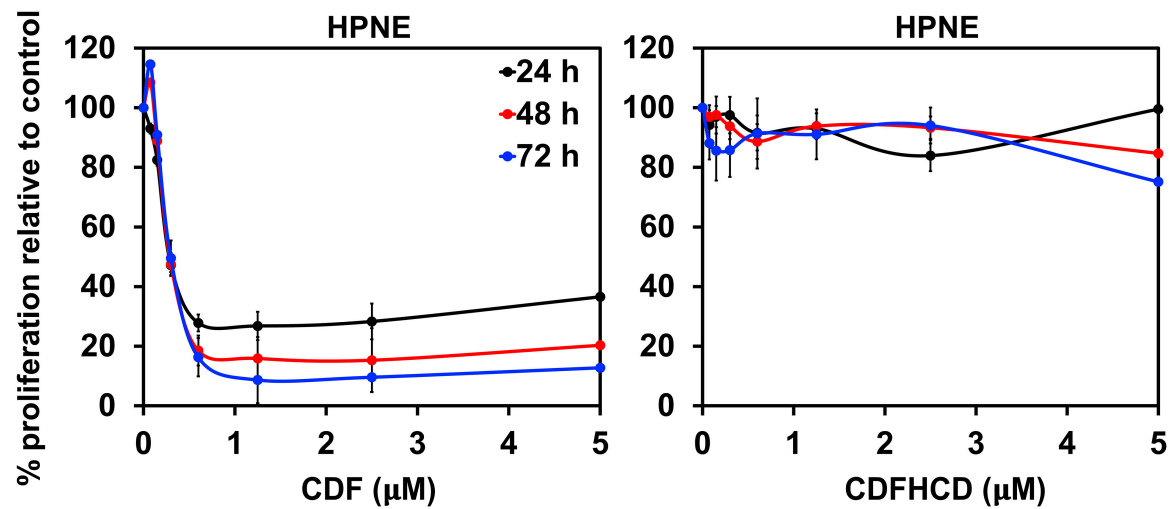 HPNE
HPNE
% proliferation relative to control
120
100
80
60
40
20
0
24 h
48 h
72 h
0 1 2 3 4 5
CDF (μM)
120
100
80
60
40
20
0
0 1 2 3 4 5
CDFHCD (μM)